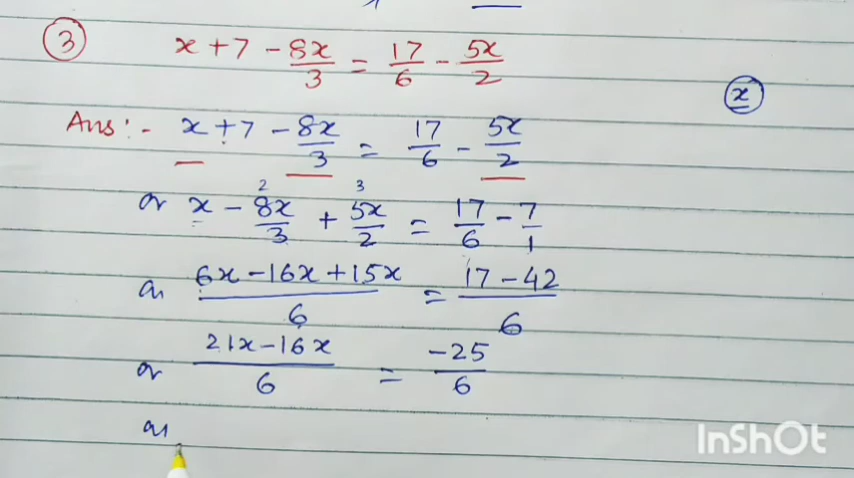 ③ x + 7 - 8x/3 = 17/6 - 5x/2
ⓧ
Ans:- x + 7 - 8x/3 = 17/6 - 5x/2
or x - 8x/3 + 5x/2 = 17/6 - 7/1
2 3
or (6x - 16x + 15x)/6 = (17 - 42)/6
or (21x - 16x)/6 = -25/6
or
InShOt